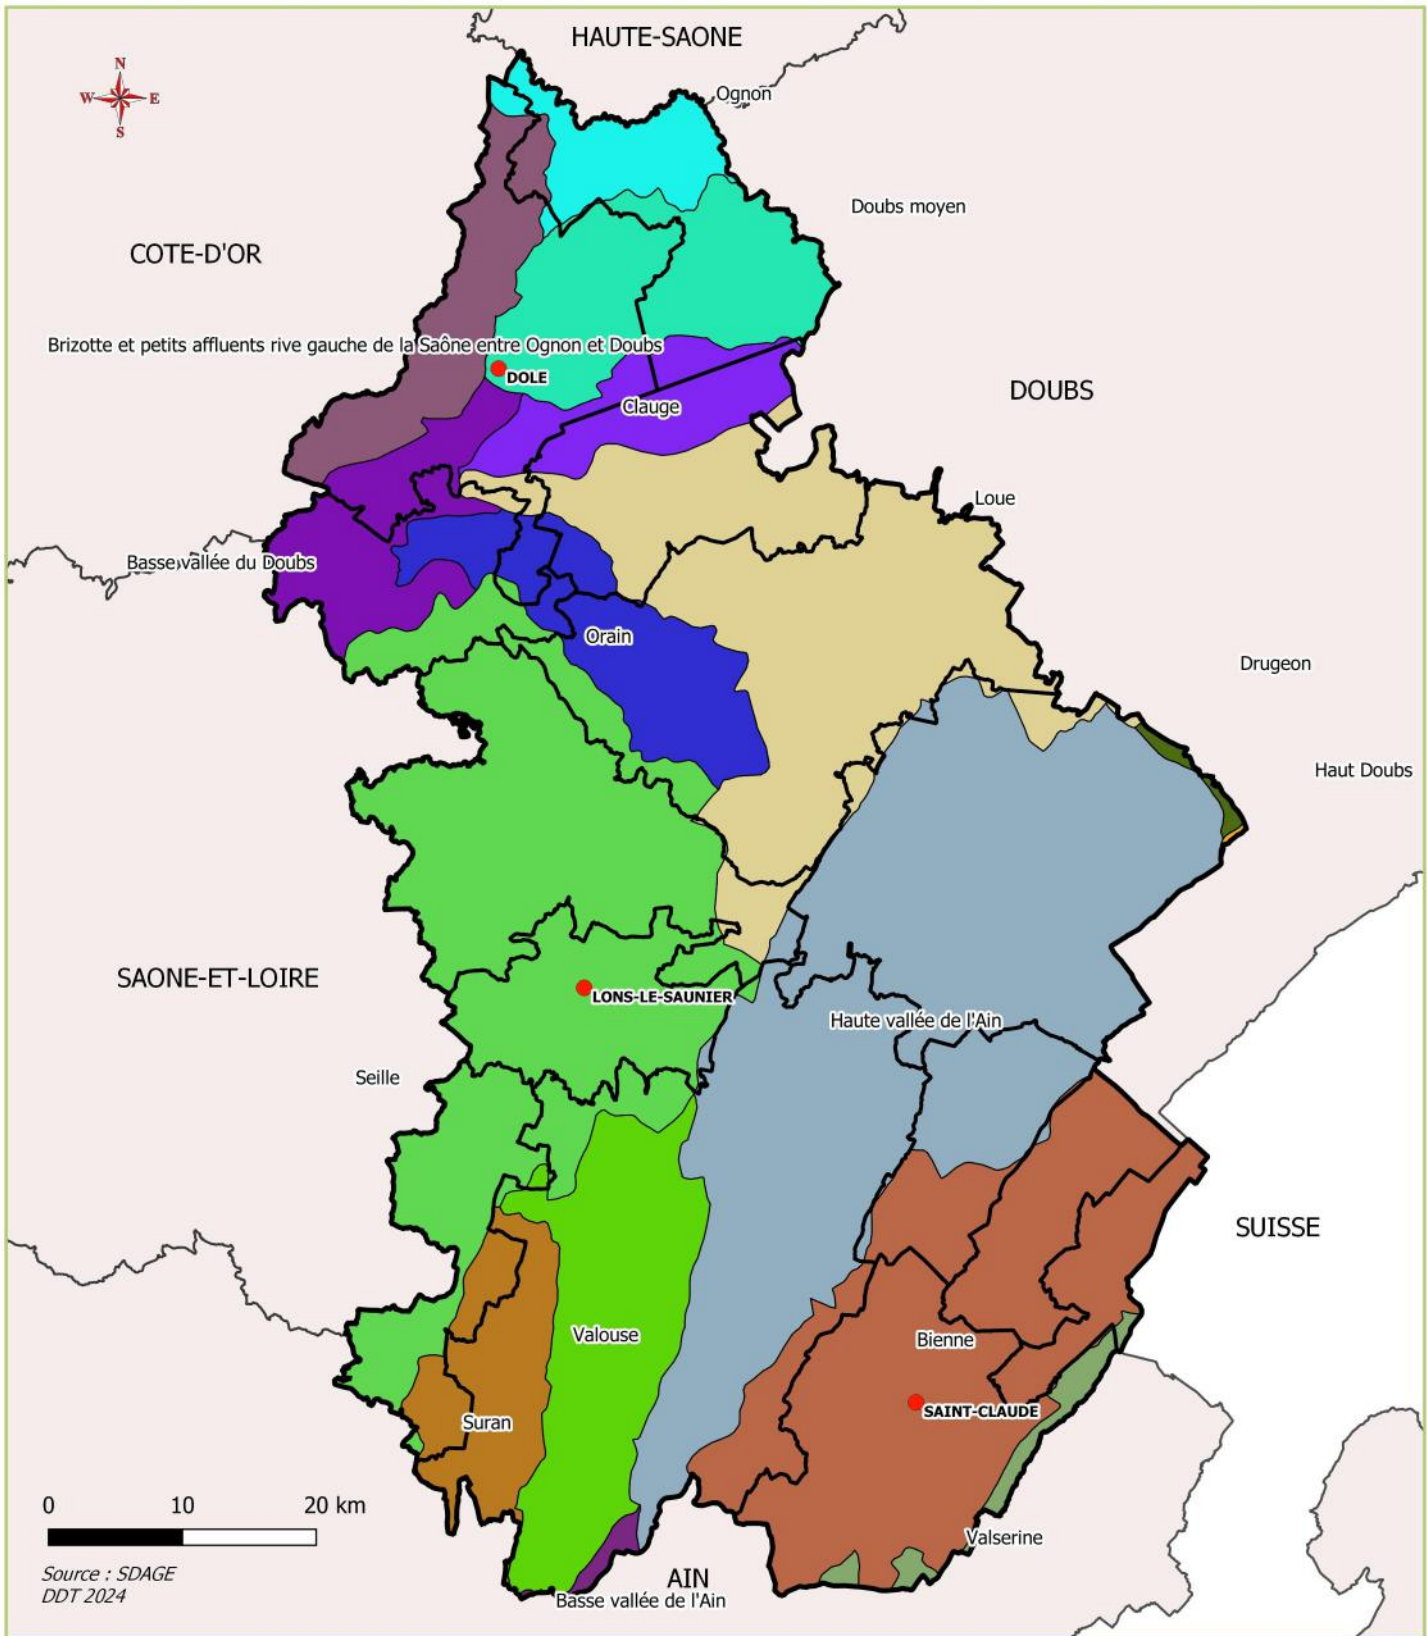 HAUTE-SAONE
N
W E
S
Ognon
Doubs moyen
COTE-D'OR
Brizotte et petits affluents rive gauche de la Saône entre Ognon et Doubs
DOLE
DOUBS
Clauge
Loue
Basse vallée du Doubs
Orain
Drugeon
Haut Doubs
SAONE-ET-LOIRE
LONS-LE-SAUNIER
Haute vallée de l'Ain
Seille
SUISSE
Valouse
Bienne
SAINT-CLAUDE
Suran
0 10 20 km
Valserine
Source : SDAGE
DDT 2024
AIN
Basse vallée de l'Ain